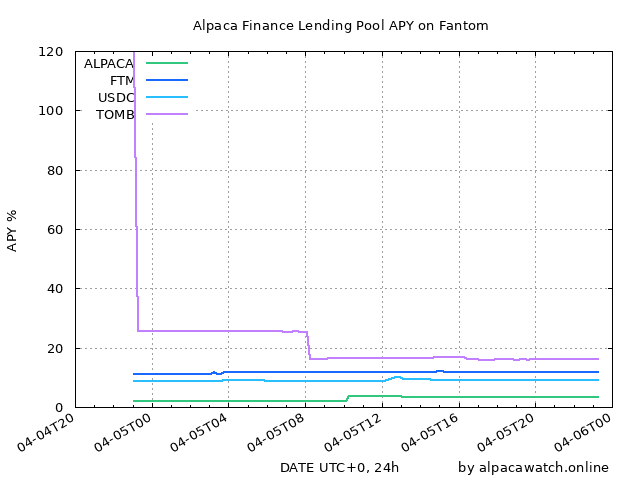 Alpaca Finance Lending Pool APY on Fantom
120
100
80
60
40
20
0
APY %
ALPACA
FTM
USDC
TOMB
04-04T20
04-05T00
04-05T04
04-05T08
04-05T12
04-05T16
04-05T20
04-06T00
DATE UTC+0, 24h
by alpacawatch.online